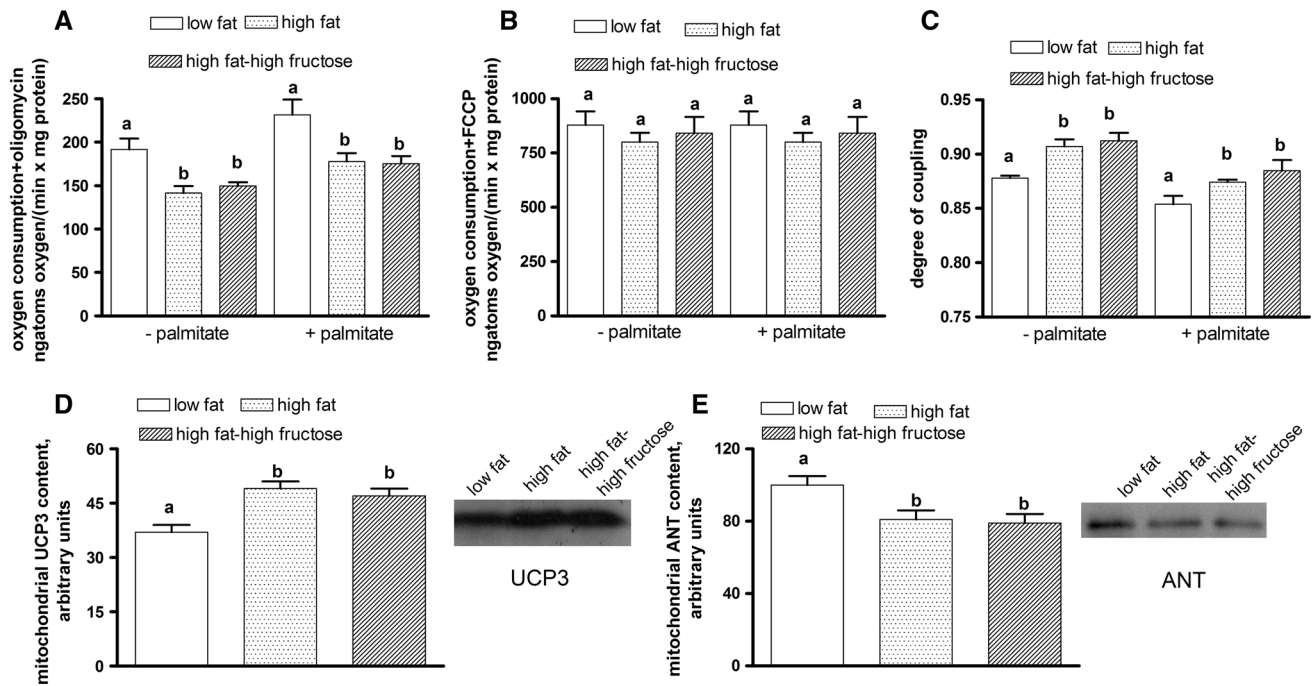 A
low fat
high fat
high fat-high fructose
oxygen consumption+oligomycin
ngatoms oxygen/(min x mg protein)
250
200
150
100
50
0
a
b
b
a
b
b
- palmitate
+ palmitate
B
low fat
high fat
high fat-high fructose
oxygen consumption+FCCP
ngatoms oxygen/(min x mg protein)
1000
750
500
250
0
a
a
a
a
a
a
- palmitate
+ palmitate
C
low fat
high fat
high fat-high fructose
degree of coupling
0.95
0.90
0.85
0.80
0.75
a
b
b
a
b
b
- palmitate
+ palmitate
D
low fat
high fat
high fat-high fructose
mitochondrial UCP3 content,
arbitrary units
60
45
30
15
0
a
b
b
low fat
high fat
high fat-
high fructose
UCP3
E
low fat
high fat
high fat-high fructose
mitochondrial ANT content,
arbitrary units
120
80
40
0
a
b
b
low fat
high fat
high fat-
high fructose
ANT